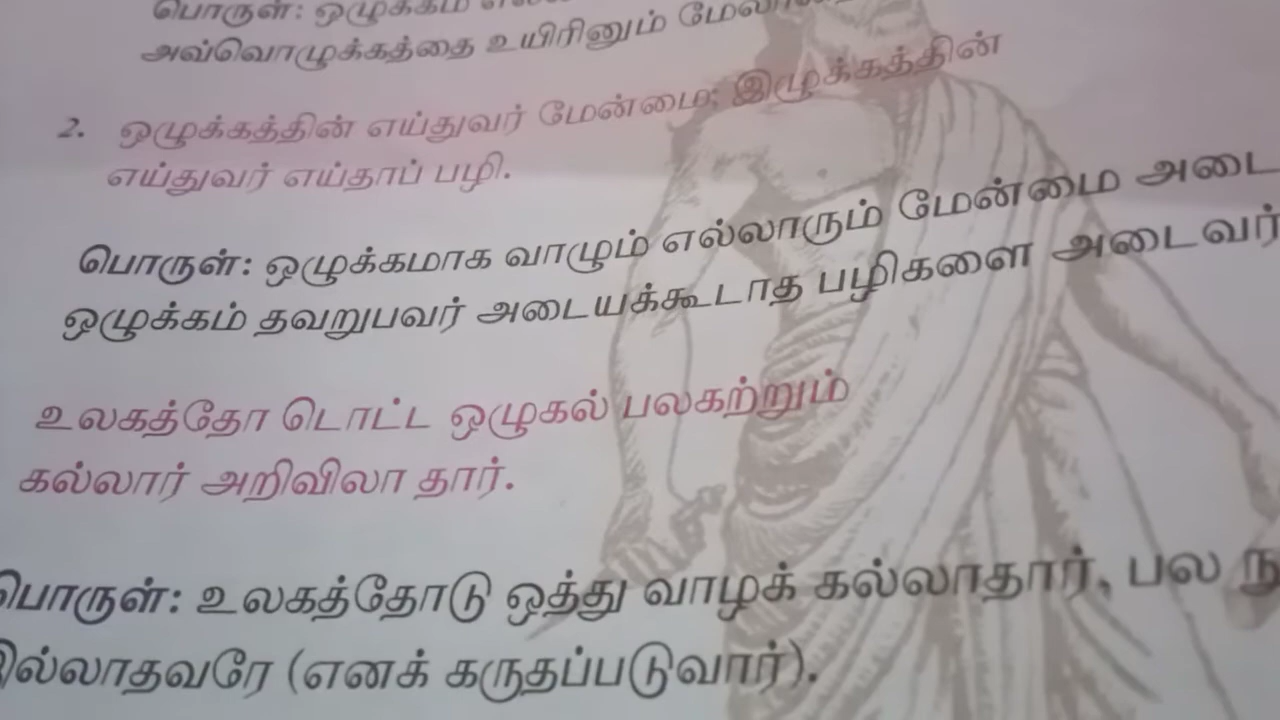 பொருள்: ஒழுக்கம்
அவ்வொழுக்கத்தை உயிரினும்
2. ஒழுக்கத்தின் எய்துவர் மேன்மை; இழுக்கத்தின்
எய்துவர் எய்தாப் பழி.
பொருள்: ஒழுக்கமாக வாழும் எல்லாரும் மேன்மை அடை
ஒழுக்கம் தவறுபவர் அடையக்கூடாத பழிகளை அடைவர்
உலகத்தோ டொட்ட ஒழுகல் பலகற்றும்
கல்லார் அறிவிலா தார்.
பொருள்: உலகத்தோடு ஒத்து வாழக் கல்லாதார், பல
இல்லாதவரே (எனக் கருதப்படுவார்).